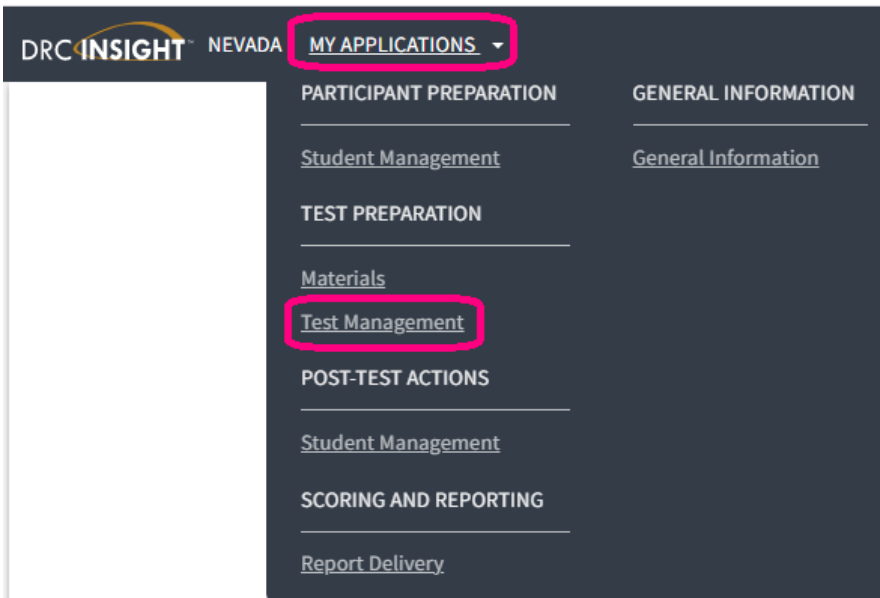 DRC INSIGHT™ NEVADA MY APPLICATIONS
PARTICIPANT PREPARATION
Student Management
TEST PREPARATION
Materials
Test Management
POST-TEST ACTIONS
Student Management
SCORING AND REPORTING
Report Delivery
GENERAL INFORMATION
General Information